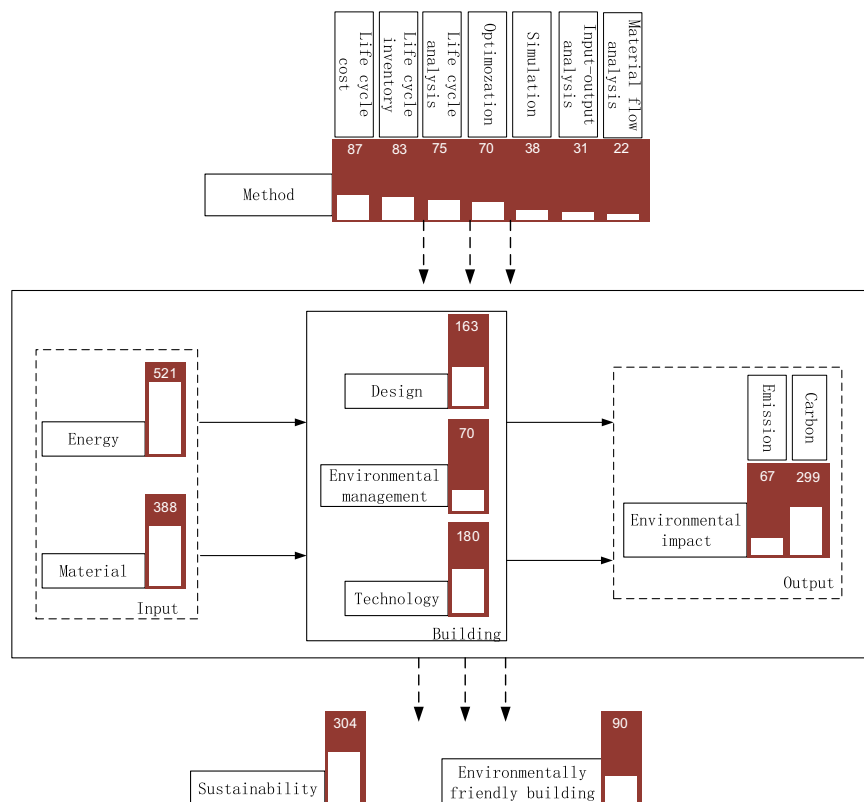 Life cycle
cost
Life cycle
inventory
Life cycle
analysis
Optimozation
Simulation
Input-output
analysis
Material flow
analysis
87 83 75 70 38 31 22
Method
163
521
Design
Emission
Carbon
Energy
70
67 299
Environmental
management
388
Environmental
impact
180
Material
Technology
Output
Input
Building
304
90
Sustainability
Environmentally
friendly building